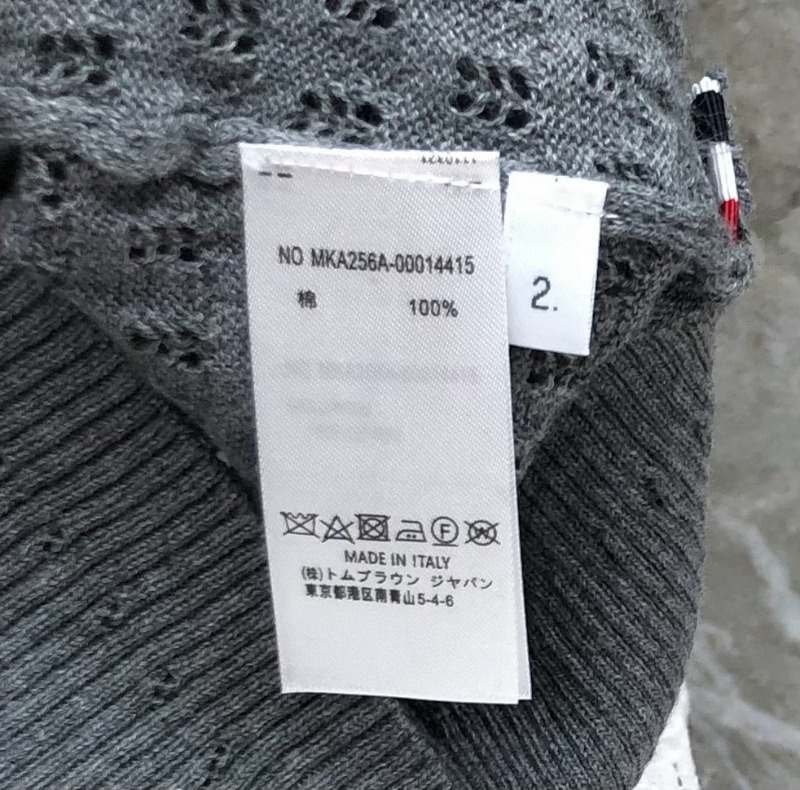 NO MKA256A-00014415
棉 100%
2.
MADE IN ITALY
(株)トムブラウン ジャパン
東京都港区南青山5-4-6